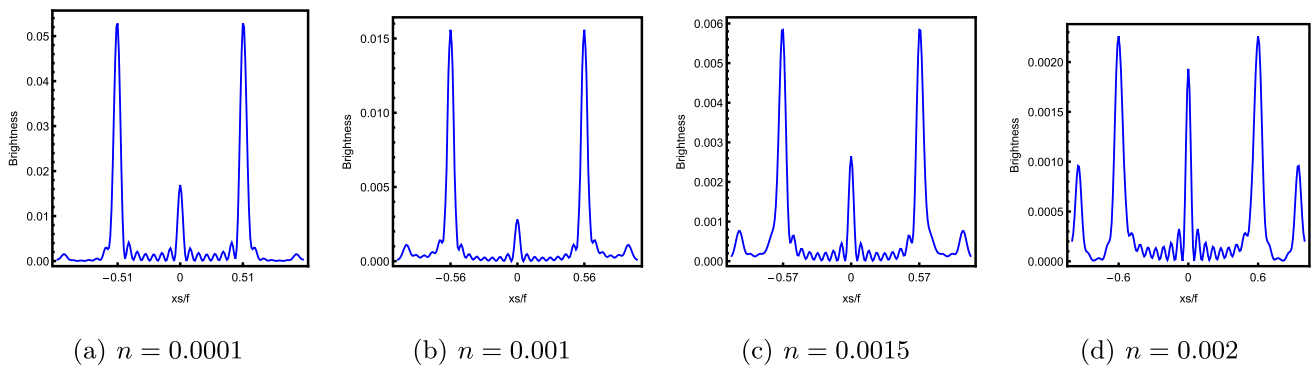 Brightness
0.05
0.04
0.03
0.02
0.01
0.00
-0.51
0
0.51
xs/f
(a) n = 0.0001
Brightness
0.015
0.010
0.005
0.000
-0.56
0
0.56
xs/f
(b) n = 0.001
Brightness
0.006
0.005
0.004
0.003
0.002
0.001
0.000
-0.57
0
0.57
xs/f
(c) n = 0.0015
Brightness
0.0020
0.0015
0.0010
0.0005
0.0000
-0.6
0
0.6
xs/f
(d) n = 0.002